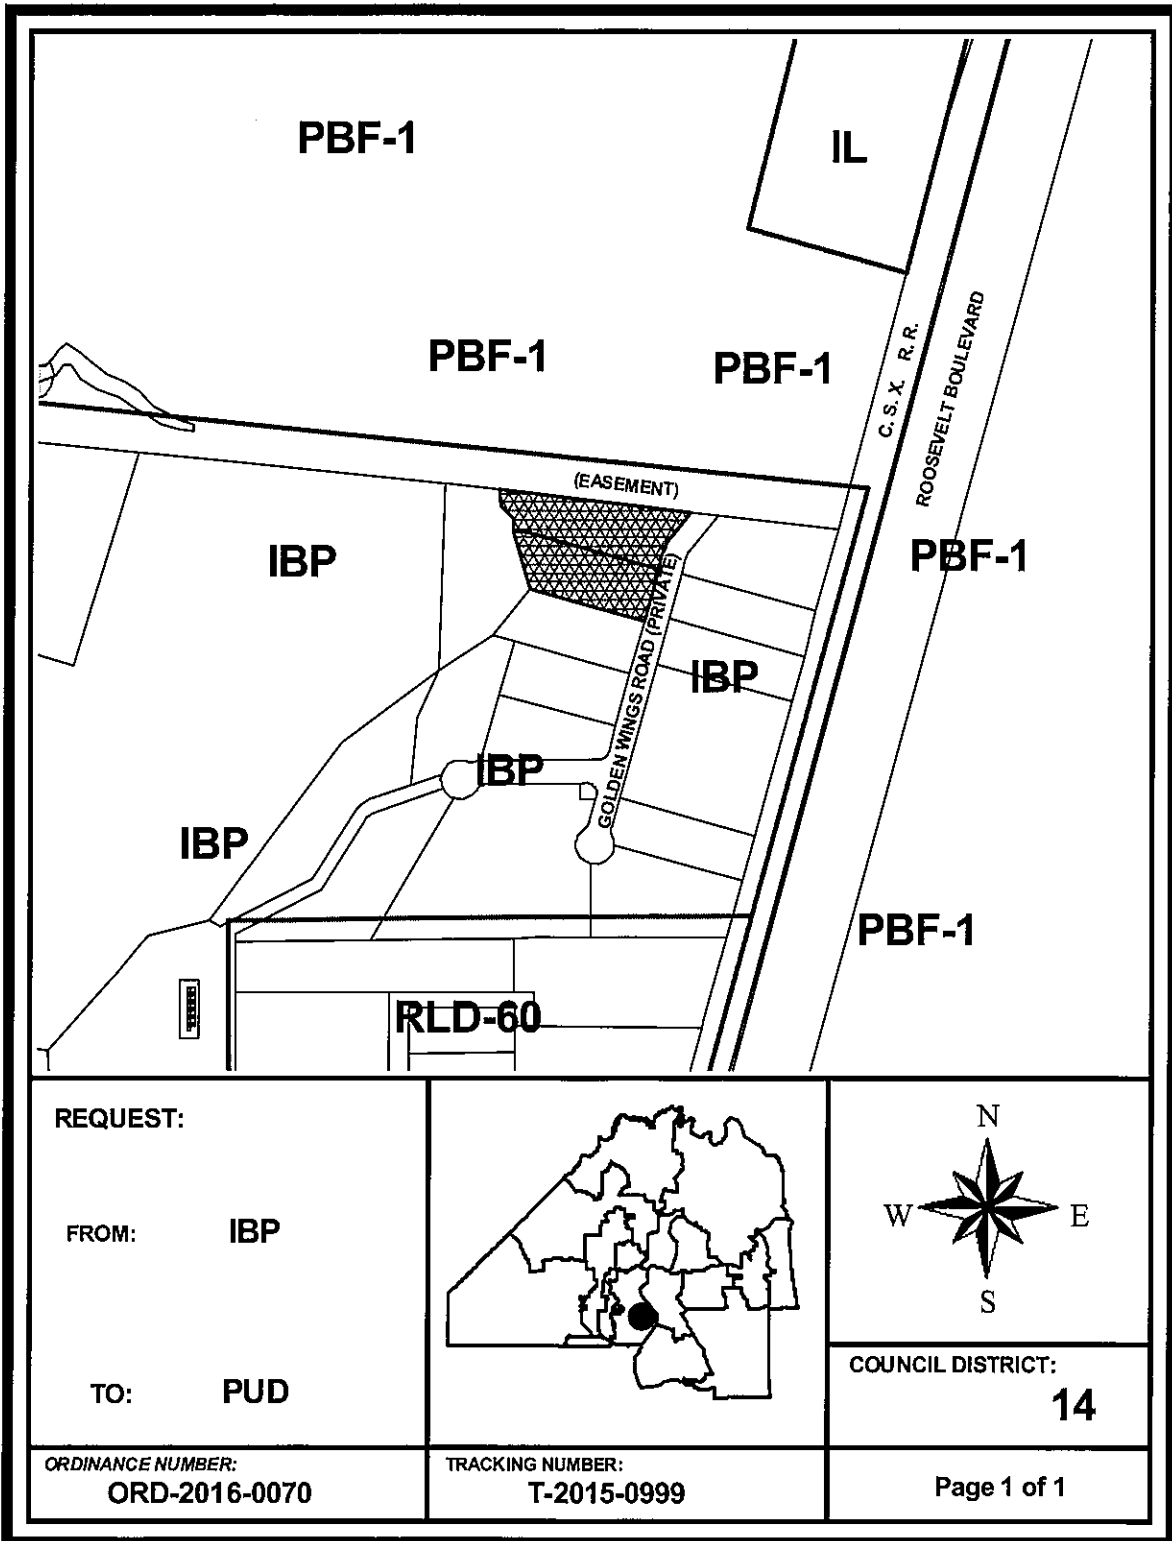 PBF-1
IL
PBF-1
PBF-1
C. S. X. R. R.
ROOSEVELT BOULEVARD
(EASEMENT)
IBP
PBF-1
GOLDEN WINGS ROAD (PRIVATE)
IBP
IBP
IBP
PBF-1
RLD-60
REQUEST:
FROM: IBP
TO: PUD
N
W E
S
COUNCIL DISTRICT:
14
ORDINANCE NUMBER:
ORD-2016-0070
TRACKING NUMBER:
T-2015-0999
Page 1 of 1